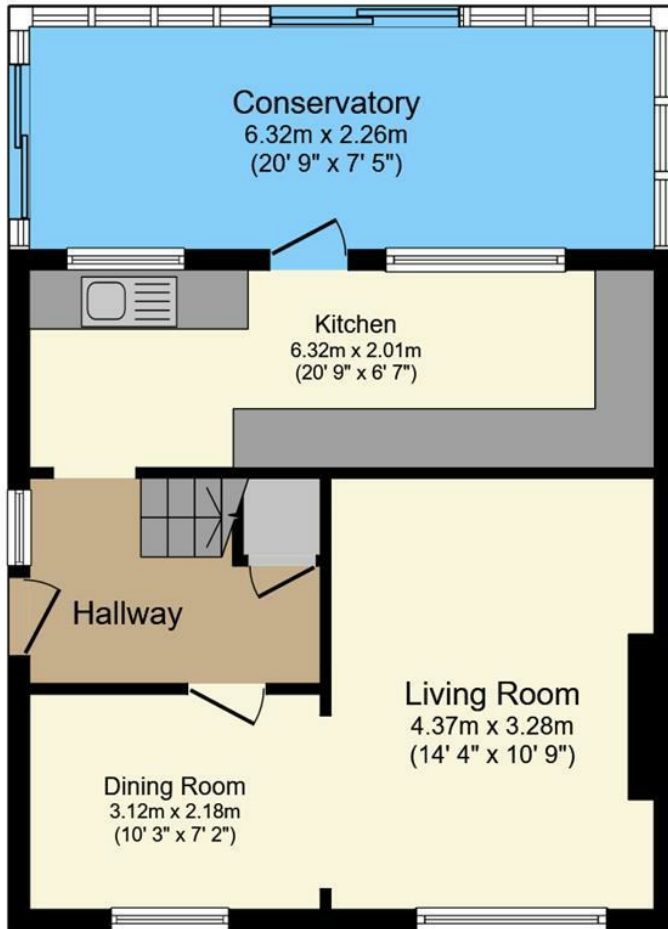 Conservatory
6.32m x 2.26m
(20' 9" x 7' 5")
Kitchen
6.32m x 2.01m
(20' 9" x 6' 7")
Hallway
Living Room
4.37m x 3.28m
(14' 4" x 10' 9")
Dining Room
3.12m x 2.18m
(10' 3" x 7' 2")